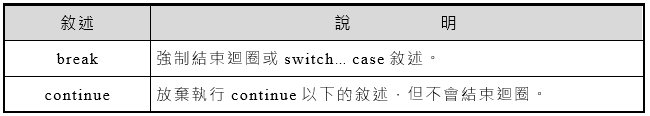 敘述 說 明
break 強制結束迴圈或 switch... case 敘述。
continue 放棄執行 continue 以下的敘述，但不會結束迴圈。